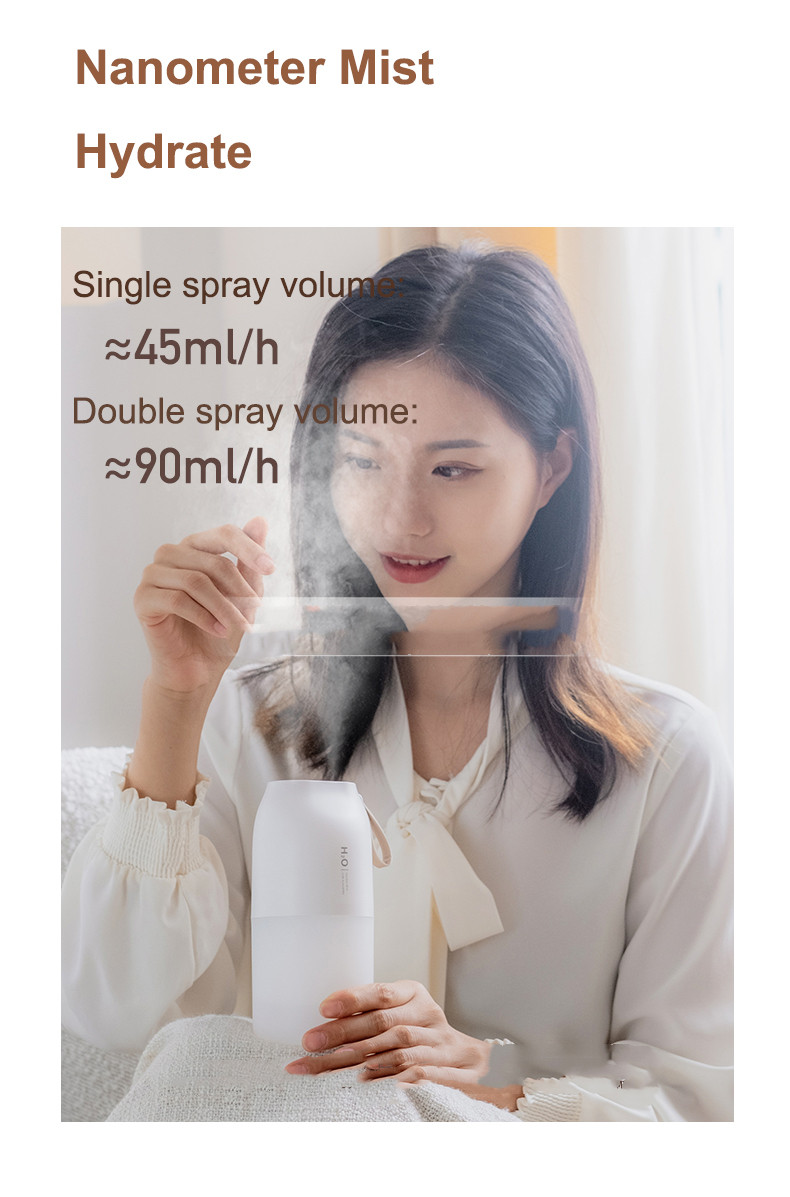 Nanometer Mist
Hydrate
Single spray volume:
≈45ml/h
Double spray volume:
≈90ml/h
H₂O